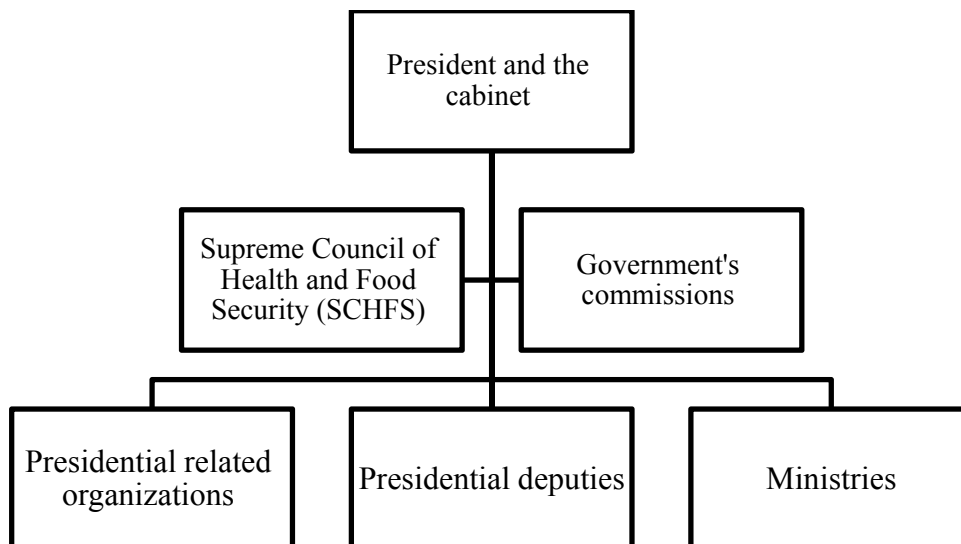 President and the
cabinet
Supreme Council of
Health and Food
Security (SCHFS)
Government's
commissions
Presidential related
organizations
Presidential deputies
Ministries